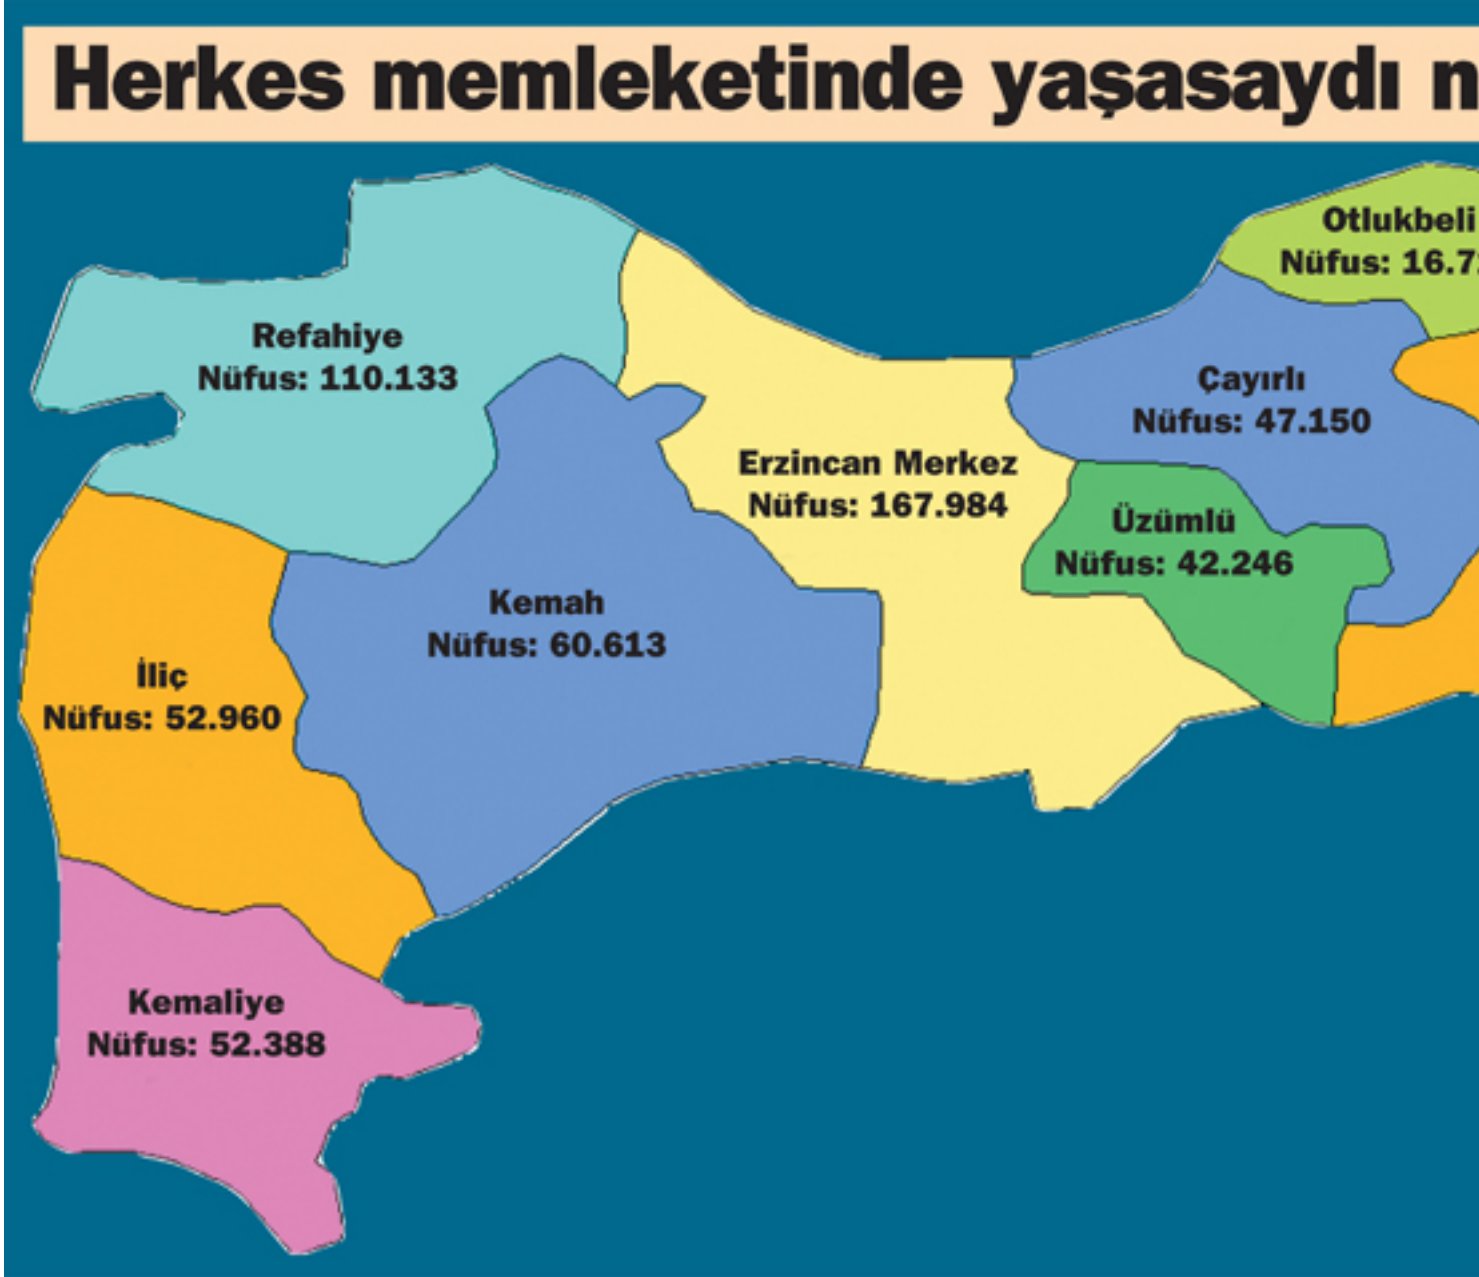 Herkes memleketinde yaşasaydı
Otlukbeli
Nüfus:
Refahiye
Nüfus: 110.133
Çayırlı
Nüfus: 47.150
Erzincan Merkez
Nüfus: 167.984
Üzümlü
Nüfus: 42.246
Kemah
Nüfus: 60.613
İliç
Nüfus: 52.960
Kemaliye
Nüfus: 52.388